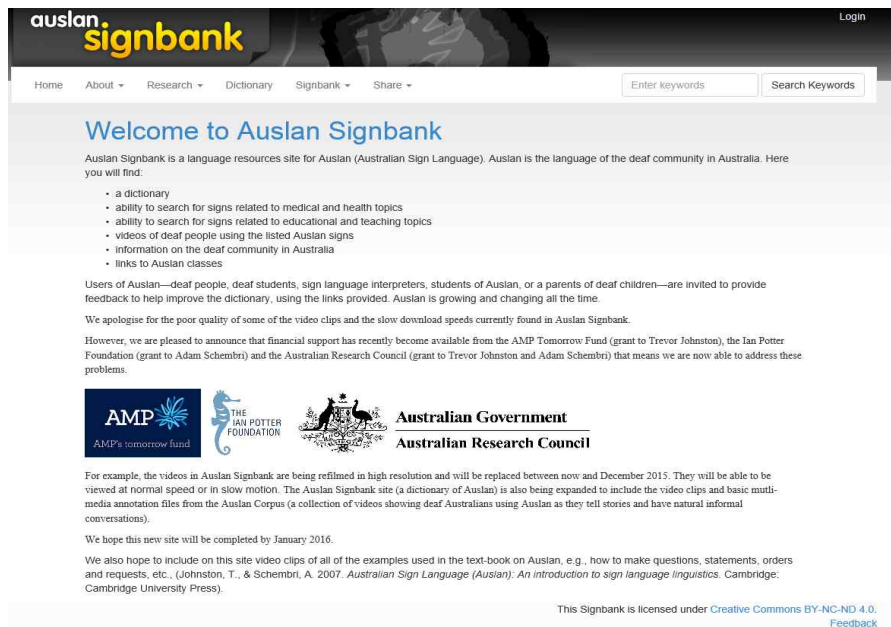 auslan
signbank
Login
Home About Research Dictionary Signbank Share Enter keywords Search Keywords
Welcome to Auslan Signbank
Auslan Signbank is a language resources site for Auslan (Australian Sign Language). Auslan is the language of the deaf community in Australia. Here
you will find:
• a dictionary
• ability to search for signs related to medical and health topics
• ability to search for signs related to educational and teaching topics
• videos of deaf people using the listed Auslan signs
• information on the deaf community in Australia
• links to Auslan classes
Users of Auslan—deaf people, deaf students, sign language interpreters, students of Auslan, or a parents of deaf children—are invited to provide
feedback to help improve the dictionary, using the links provided. Auslan is growing and changing all the time.
We apologise for the poor quality of some of the video clips and the slow download speeds currently found in Auslan Signbank.
However, we are pleased to announce that financial support has recently become available from the AMP Tomorrow Fund (grant to Trevor Johnston), the Ian Potter
Foundation (grant to Adam Schembri) and the Australian Research Council (grant to Trevor Johnston and Adam Schembri) that means we are now able to address these
problems.
AMP
AMP's tomorrow fund
THE
IAN POTTER
FOUNDATION
Australian Government
Australian Research Council
For example, the videos in Auslan Signbank are being refilmed in high resolution and will be replaced between now and December 2015. They will be able to be
viewed at normal speed or in slow motion. The Auslan Signbank site (a dictionary of Auslan) is also being expanded to include the video clips and basic mutli-
media annotation files from the Auslan Corpus (a collection of videos showing deaf Australians using Auslan as they tell stories and have natural informal
conversations).
We hope this new site will be completed by January 2016.
We also hope to include on this site video clips of all of the examples used in the text-book on Auslan, e.g., how to make questions, statements, orders
and requests, etc., (Johnston, T., & Schembri, A. 2007. Australian Sign Language (Auslan): An introduction to sign language linguistics. Cambridge:
Cambridge University Press).
This Signbank is licensed under Creative Commons BY-NC-ND 4.0.
Feedback